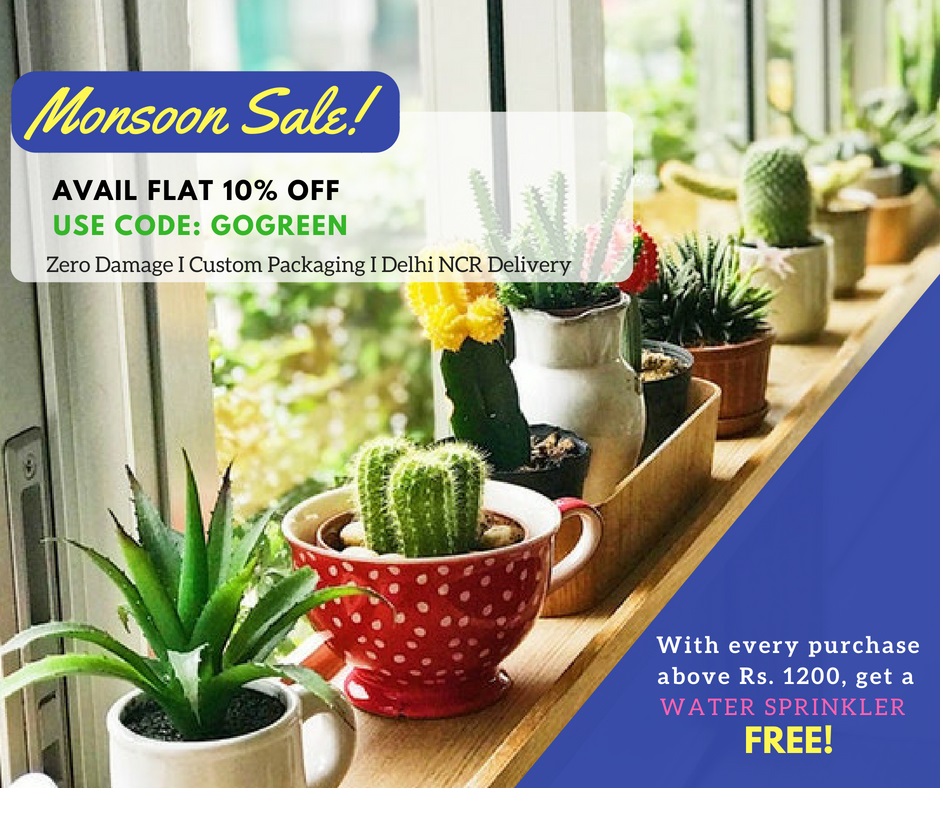 Monsoon Sale!
AVAIL FLAT 10% OFF
USE CODE: GOGREEN
Zero Damage I Custom Packaging I Delhi NCR Delivery
With every purchase
above Rs. 1200, get a
WATER SPRINKLER
FREE!